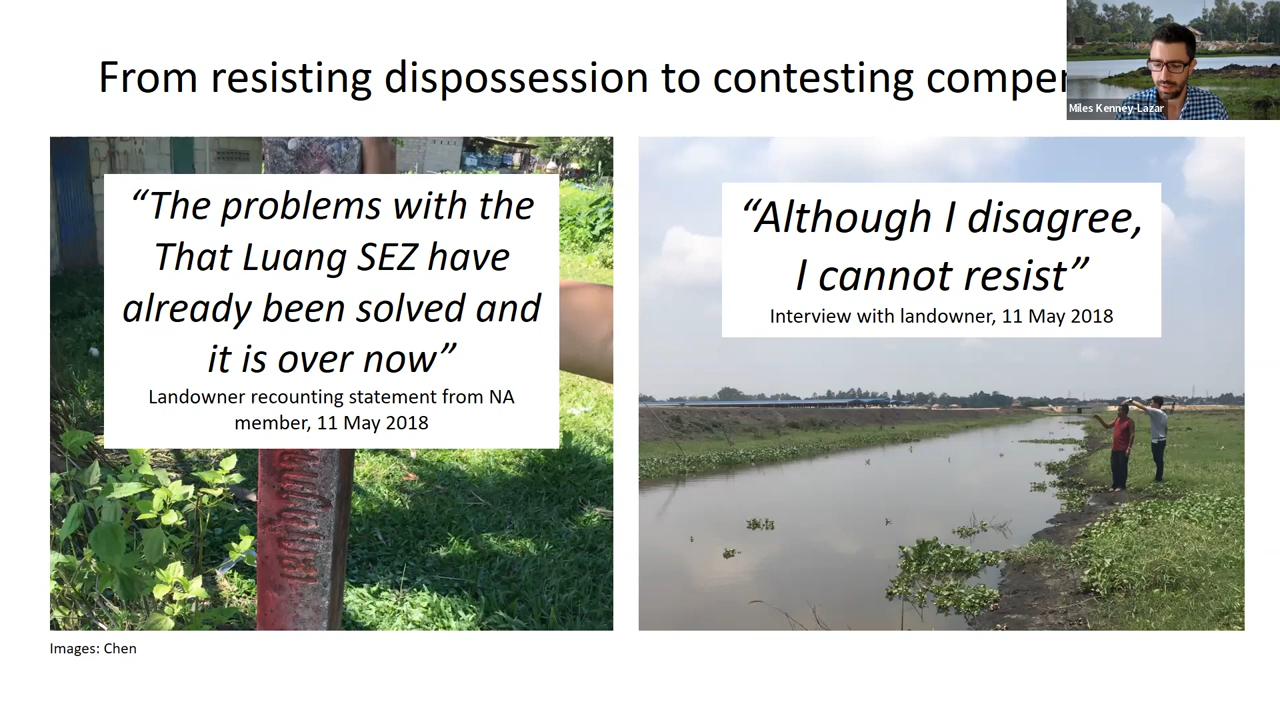 From resisting dispossession to contesting
Miles Kenney-Lazar
“The problems with the
That Luang SEZ have
already been solved and
it is over now”
Landowner recounting statement from NA
member, 11 May 2018
“Although I disagree,
I cannot resist”
Interview with landowner, 11 May 2018
Images: Chen